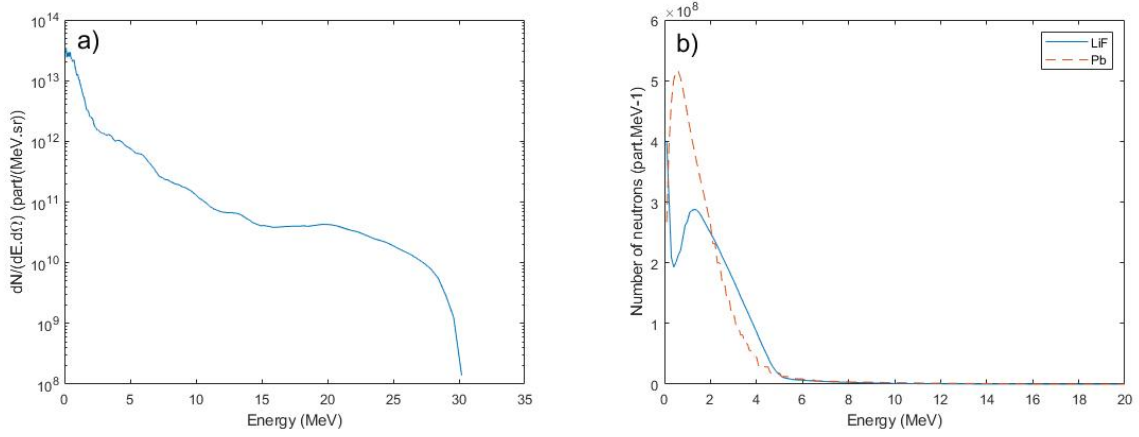 a)
10^14
10^13
10^12
10^11
10^10
10^9
10^8
dN/(dE.dΩ) (part/(MeV.sr))
0 5 10 15 20 25 30 35
Energy (MeV)
b)
×10^8
6
5
4
3
2
1
0
Number of neutrons (part.MeV-1)
LiF
Pb
0 2 4 6 8 10 12 14 16 18 20
Energy (MeV)